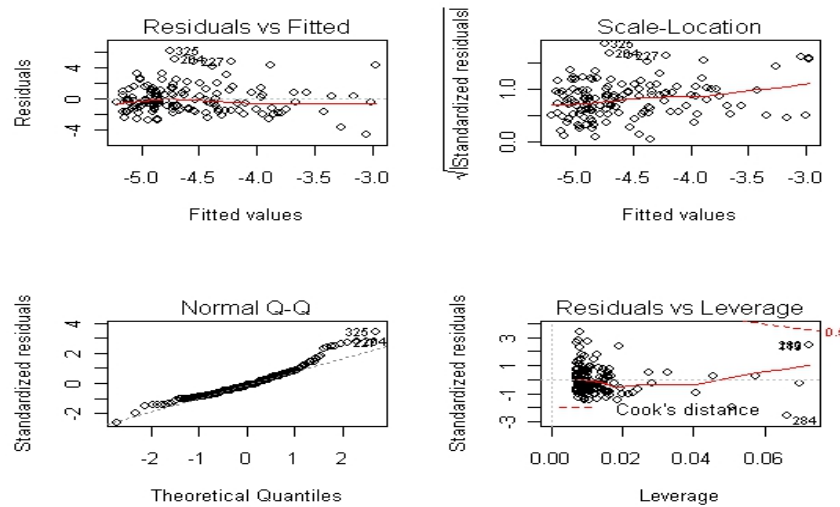 Residuals vs Fitted
Residuals
4
0
-4
325
204
227
-5.0 -4.5 -4.0 -3.5 -3.0
Fitted values
Scale-Location
√|Standardized residuals|
1.0
0.0
325
204
227
-5.0 -4.5 -4.0 -3.5 -3.0
Fitted values
Normal Q-Q
Standardized residuals
4
2
0
-2
325
204
-2 -1 0 1 2
Theoretical Quantiles
Residuals vs Leverage
Standardized residuals
3
1
-1
-3
284
Cook's distance
0.00 0.02 0.04 0.06
Leverage